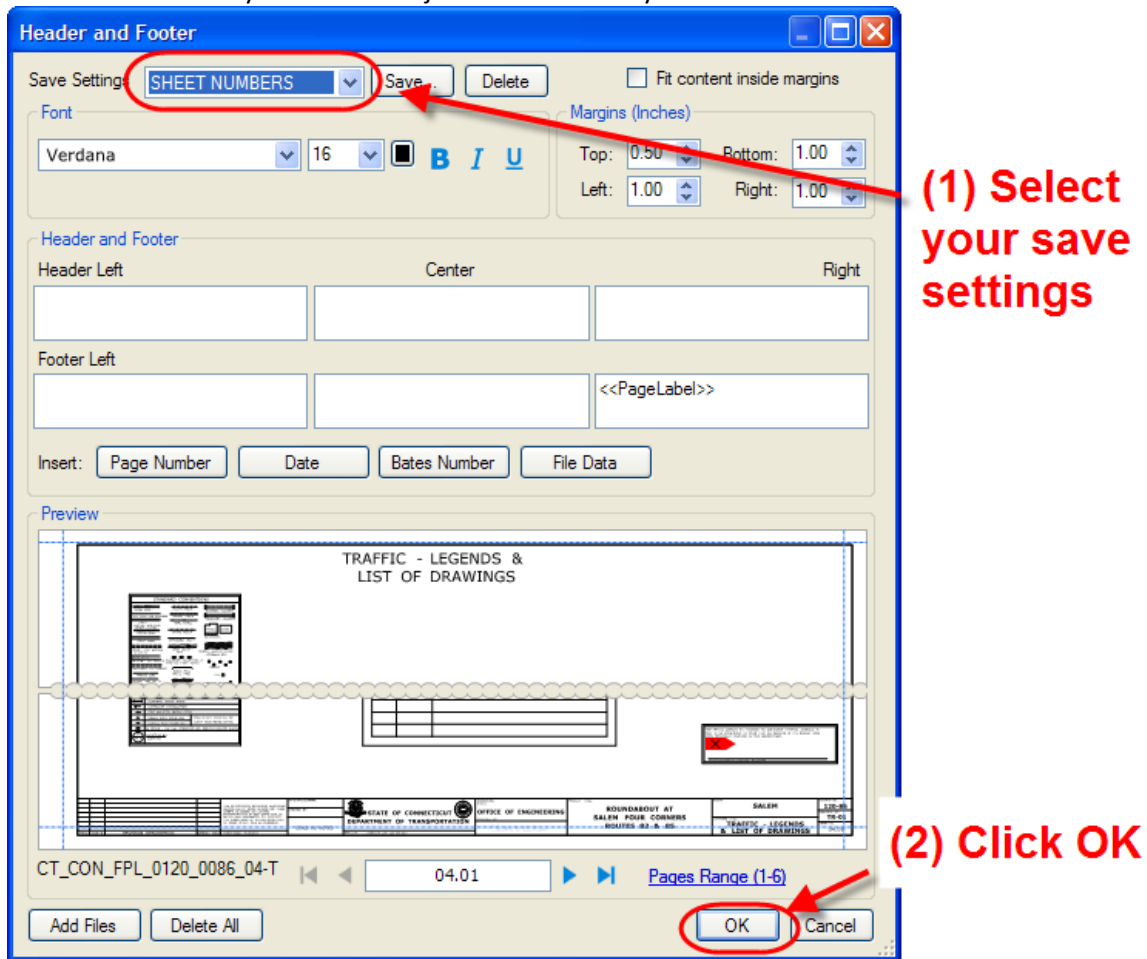 Header and Footer
Save Settings SHEET NUMBERS Save... Delete Fit content inside margins
Font
Margins (Inches)
Verdana 16 B I U
Top: 0.50 Bottom: 1.00
Left: 1.00 Right: 1.00
(1) Select
your save
settings
Header and Footer
Header Left Center Right
Footer Left
<<PageLabel>>
Insert: Page Number Date Bates Number File Data
Preview
TRAFFIC - LEGENDS &
LIST OF DRAWINGS
X
STATE OF CONNECTICUT
DEPARTMENT OF TRANSPORTATION
OFFICE OF ENGINEERING
ROUNDABOUT AT
SALEM FOUR CORNERS
ROUTES 82 & 85
SALEM
TRAFFIC - LEGENDS
& LIST OF DRAWINGS
TR-01
CT_CON_FPL_0120_0086_04-T 04.01 Pages Range (1-6)
(2) Click OK
Add Files Delete All OK Cancel